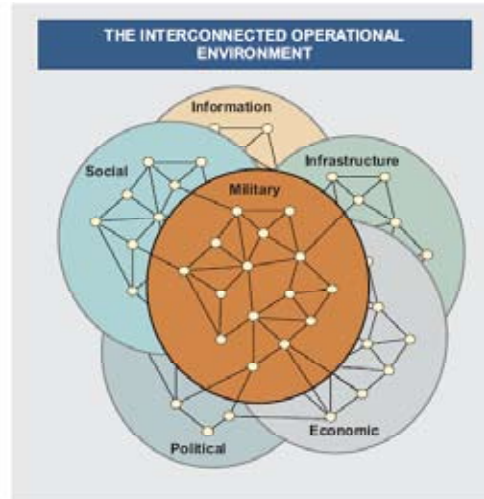 THE INTERCONNECTED OPERATIONAL
ENVIRONMENT
Information
Social
Infrastructure
Military
Political
Economic